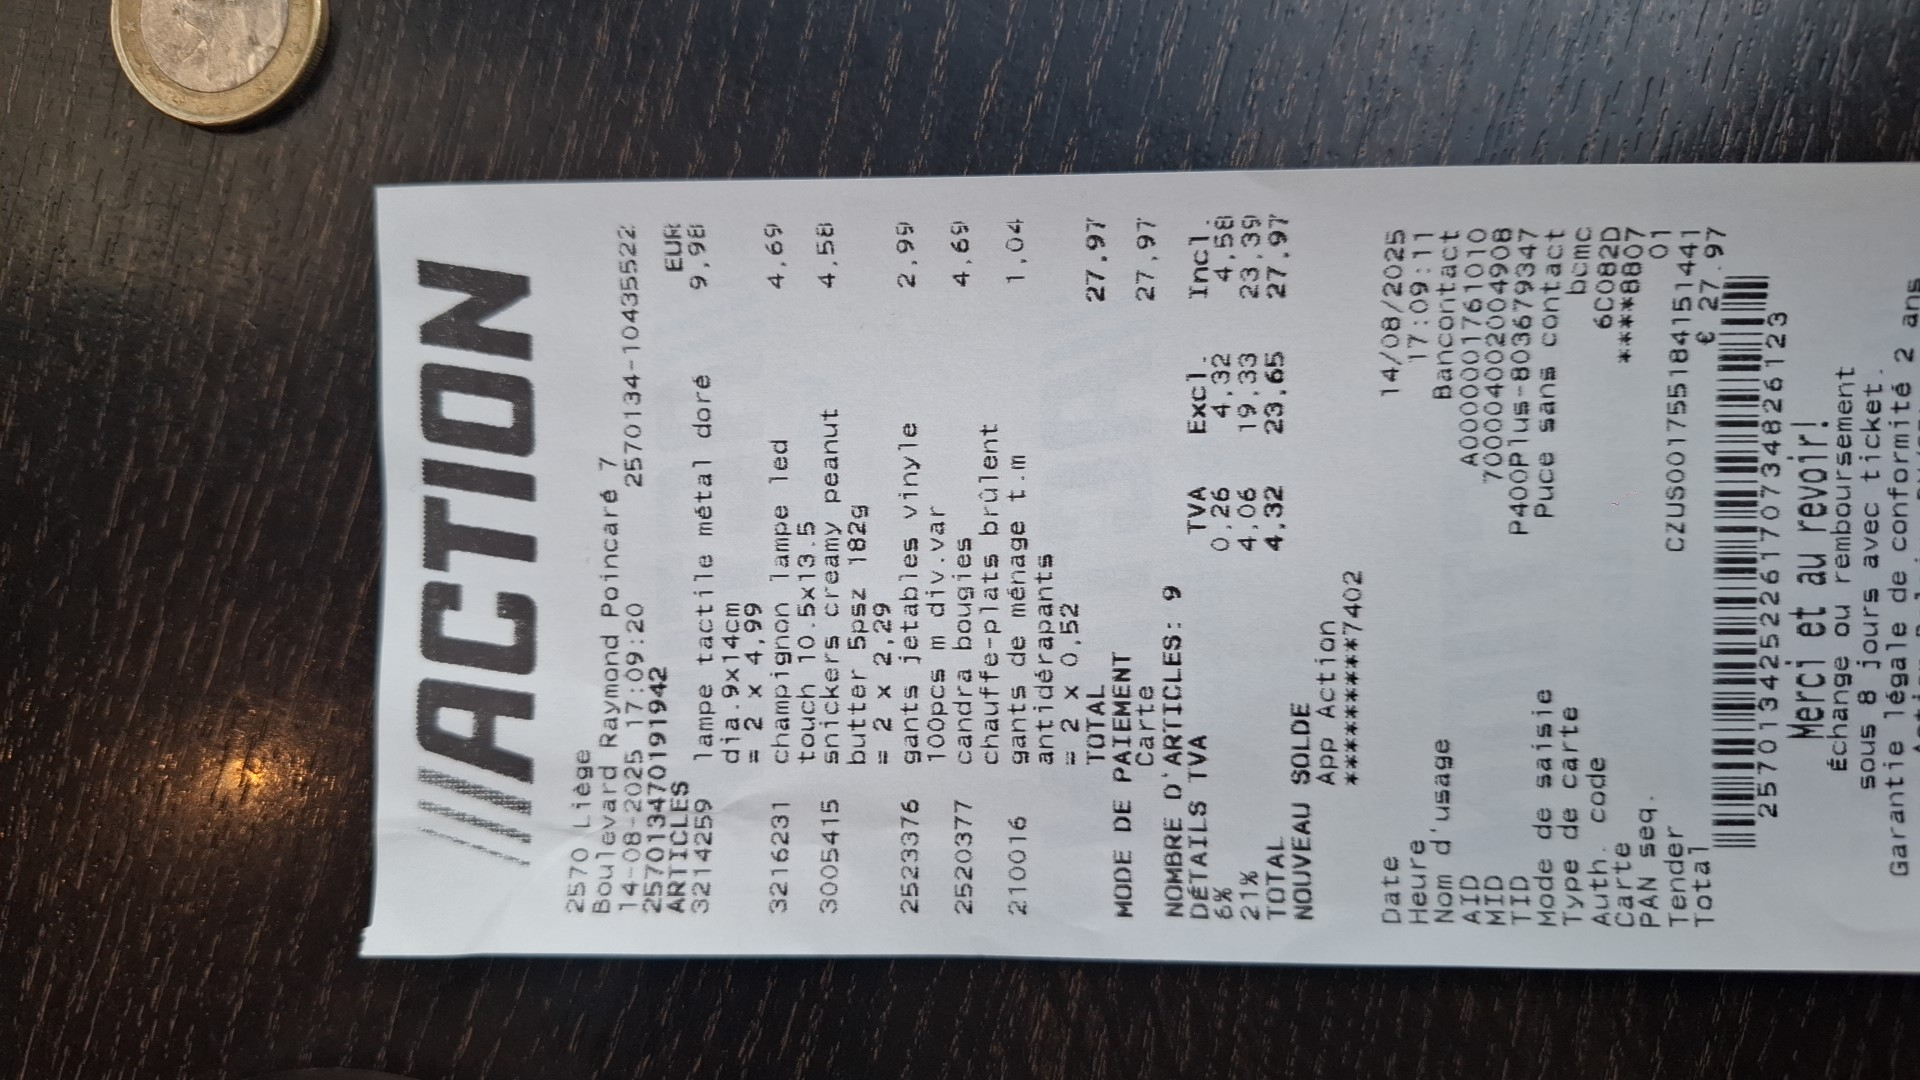 ///ACTION
2570 Liège
Boulevard Raymond Poincaré 7
14-08-2025 17:09:20 2570134-10435522
2570134701191942
ARTICLES EUR
3214259 lampe tactile métal doré 9,98
dia.9x14cm
= 2 x 4,99
3216231 champignon lampe led 4,69
touch 10.5x13.5
3005415 snickers creamy peanut 4,58
butter 5psz 182g
= 2 x 2,29
2523376 gants jetables vinyle 2,99
100pcs m div.var
2520377 candra bougies 4,69
chauffe-plats brûlent
210016 gants de ménage t.m 1,04
antidérapants
= 2 x 0,52
TOTAL 27,97
MODE DE PAIEMENT
Carte 27,97
NOMBRE D'ARTICLES: 9
DÉTAILS TVA TVA Excl. Incl.
6% 0,26 4,32 4,58
21% 4,06 19,33 23,39
TOTAL 4,32 23,65 27,97
NOUVEAU SOLDE
App Action
************7402
Date 14/08/2025
Heure 17:09:11
Nom d'usage Bancontact
AID A0000001761010
MID 700004002004908
TID P400Plus-803679347
Mode de saisie Puce sans contact
Type de carte bcmc
Auth. code 6C082D
Carte *****8807
PAN seq. 01
Tender CZUS001755184151441
Total € 27.97
2570134252261707734826123
Merci et au revoir!
Échange ou remboursement
sous 8 jours avec ticket.
Garantie légale de conformité 2 ans